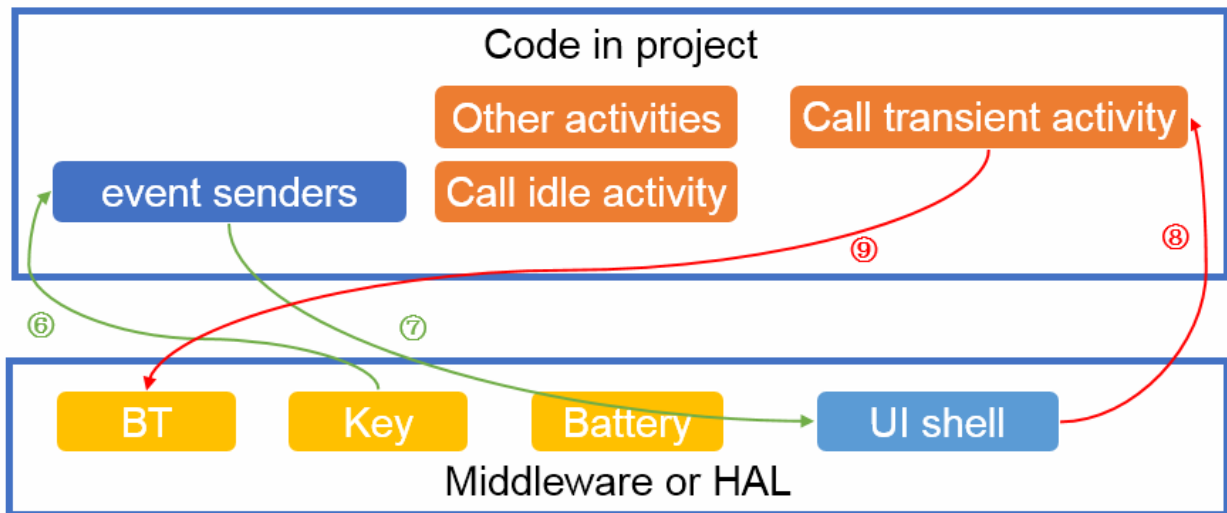 Code in project
Other activities
Call transient activity
event senders
Call idle activity
⑨
⑧
⑥
⑦
BT
Key
Battery
UI shell
Middleware or HAL